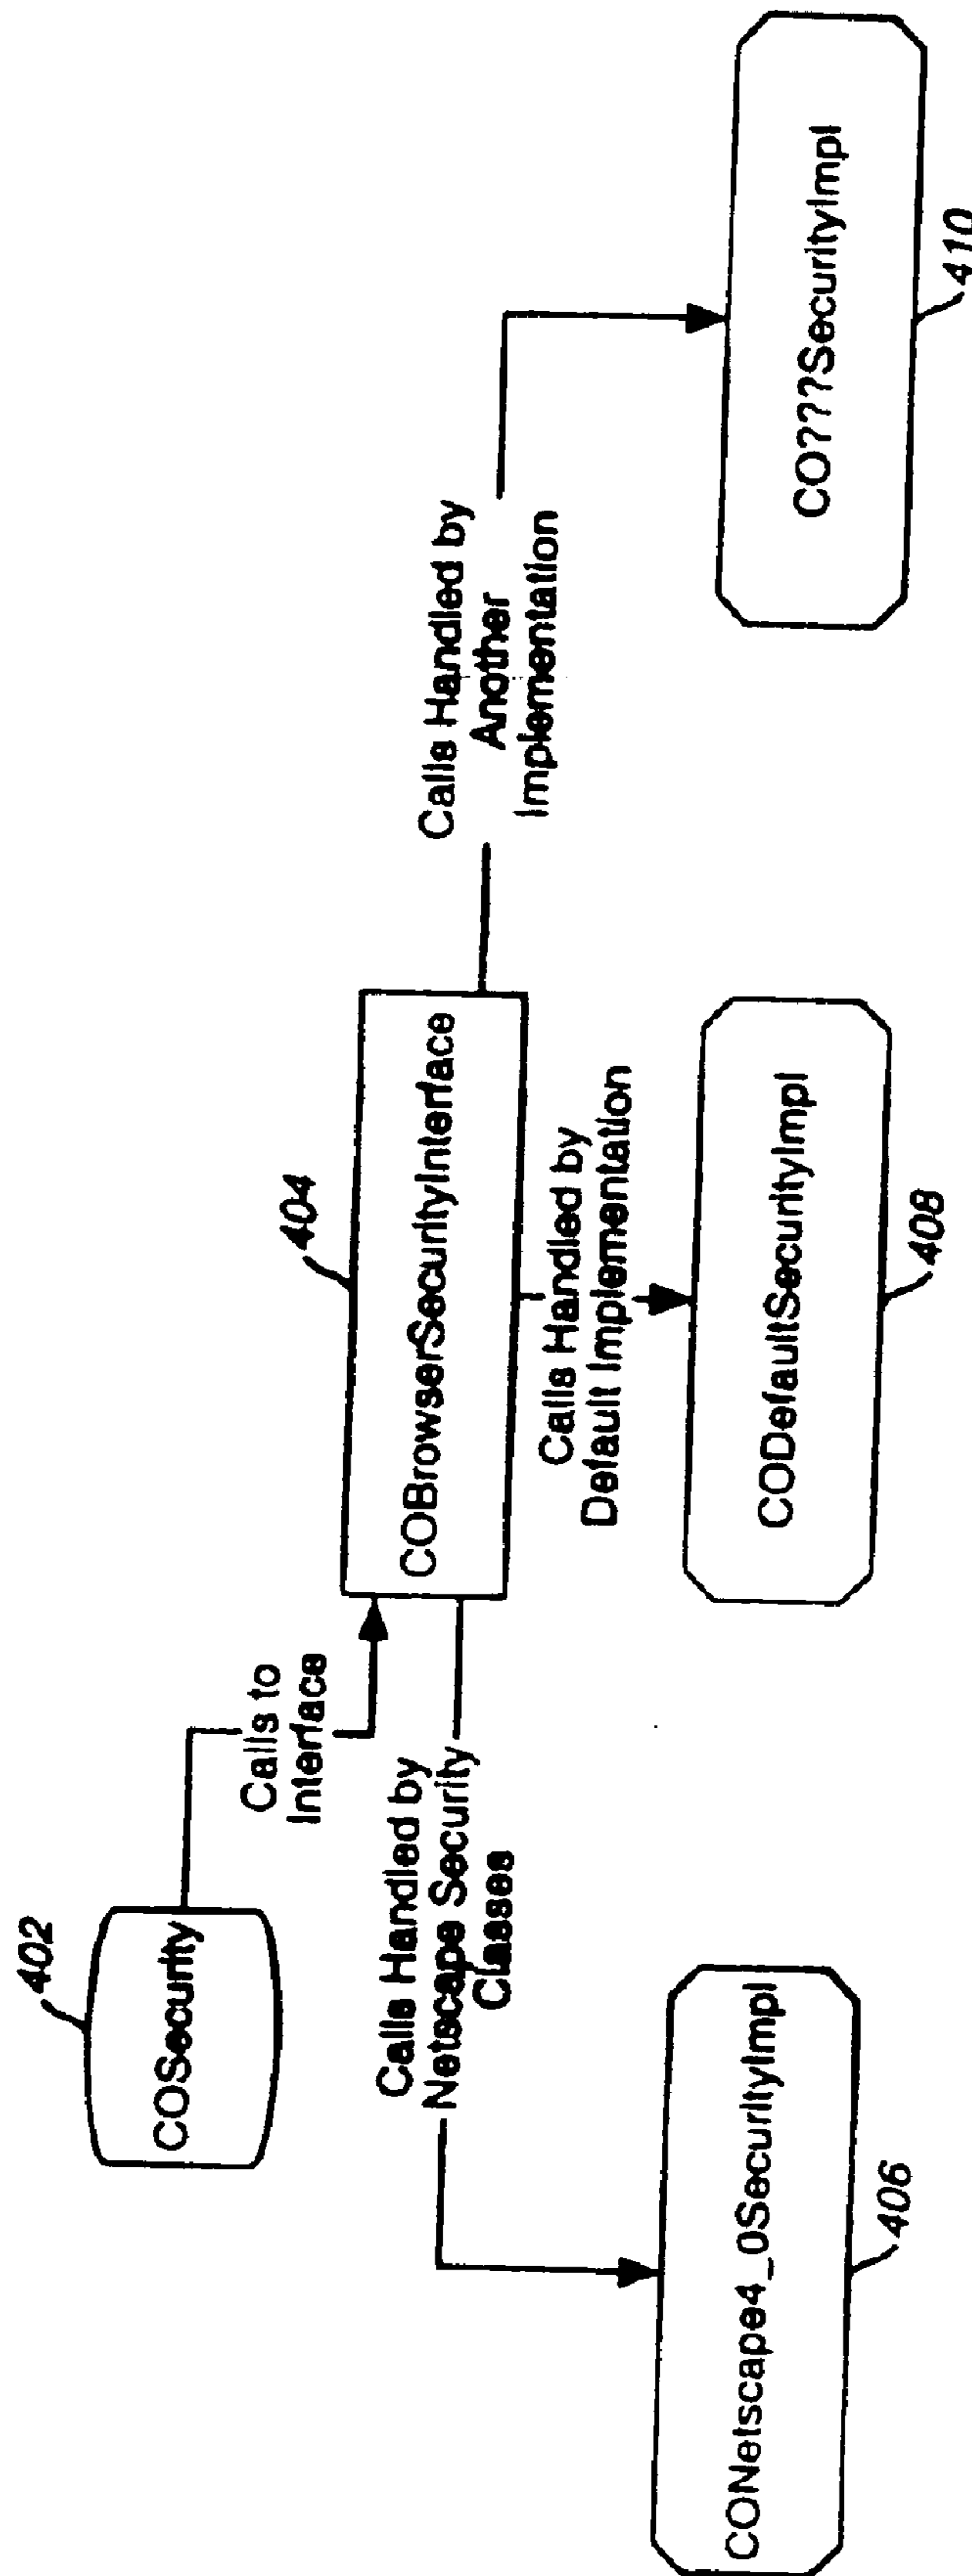 402
COSecurity
Calls to
Interface
404
COBrowserSecurityInterface
Calls Handled by
Netscape Security
Classes
Calls Handled by
Default Implementation
Calls Handled by
Another
Implementation
CONetscape4_0SecurityImpl
406
CODefaultSecurityImpl
408
CO???SecurityImpl
410